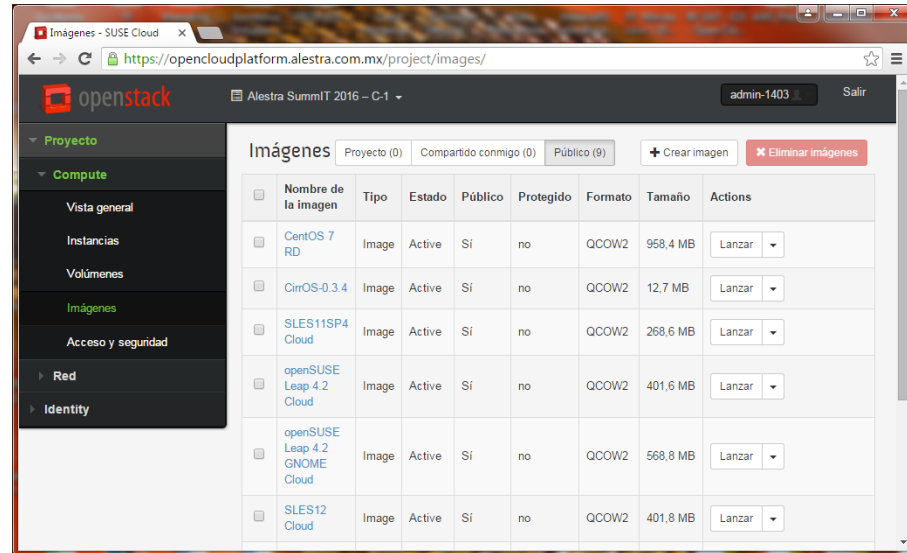 Imágenes - SUSE Cloud
https://opencloudplatform.alestra.com.mx/project/images/
openstack
Alestra SummIT 2016 – C-1
admin-1403
Salir
Proyecto
Compute
Vista general
Instancias
Volúmenes
Imágenes
Acceso y seguridad
Red
Identity
Imágenes
Proyecto (0)
Compartido conmigo (0)
Público (9)
Crear imagen
Eliminar imágenes
Nombre de
la imagen
Tipo
Estado
Público
Protegido
Formato
Tamaño
Actions
CentOS 7
RD
Image
Active
Sí
no
QCOW2
958,4 MB
Lanzar
CirrOS-0.3.4
Image
Active
Sí
no
QCOW2
12,7 MB
Lanzar
SLES11SP4
Cloud
Image
Active
Sí
no
QCOW2
268,6 MB
Lanzar
openSUSE
Leap 4.2
Cloud
Image
Active
Sí
no
QCOW2
401,6 MB
Lanzar
openSUSE
Leap 4.2
GNOME
Cloud
Image
Active
Sí
no
QCOW2
568,8 MB
Lanzar
SLES12
Cloud
Image
Active
Sí
no
QCOW2
401,8 MB
Lanzar